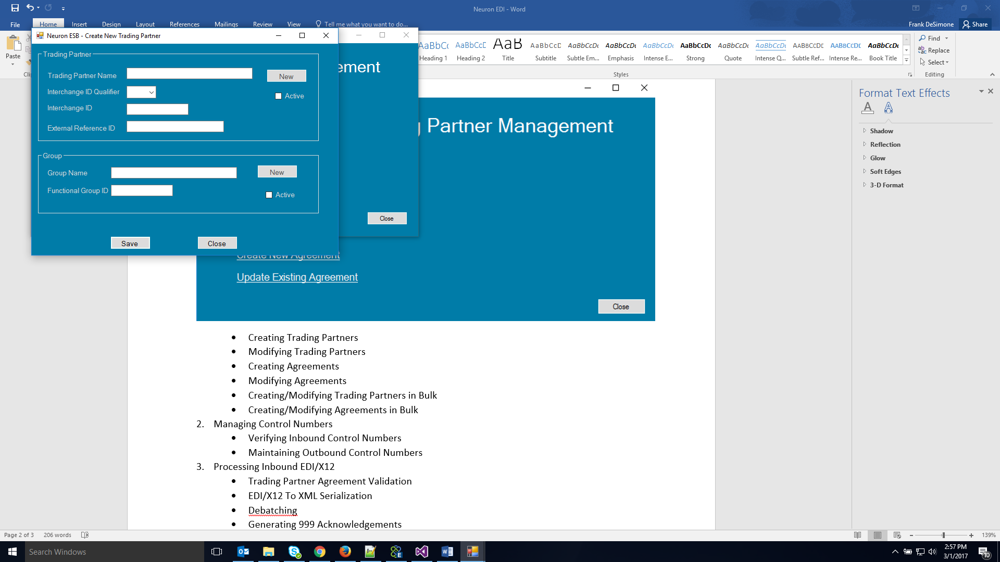 Neuron EDI - Word
File
Home
Insert
Design
Layout
References
Mailings
Review
View
Tell me what you want to do...
Frank DeSimone
Share
Paste
Neuron ESB - Create New Trading Partner
Trading Partner
Trading Partner Name
New
Interchange ID Qualifier
Active
Interchange ID
External Reference ID
Group
Group Name
New
Functional Group ID
Active
Save
Close
Close
AaBbCc
AaBbCcD
AaB
AaBbCcD
AaBbCcDc
AaBbCcDc
AaBbCcDc
AaBbCcDc
AaBbCcDc
AaBbCcDc
AaBbCcDc
AaBbCcDc
AaBbCcDc
Heading 1
Heading 2
Title
Subtitle
Subtle Em...
Emphasis
Intense E...
Strong
Quote
Intense Q...
Subtle Ref...
Intense Re...
Book Title
Styles
Find
Replace
Select
Editing
Partner Management
Create New Agreement
Update Existing Agreement
Close
• Creating Trading Partners
• Modifying Trading Partners
• Creating Agreements
• Modifying Agreements
• Creating/Modifying Trading Partners in Bulk
• Creating/Modifying Agreements in Bulk
2. Managing Control Numbers
• Verifying Inbound Control Numbers
• Maintaining Outbound Control Numbers
3. Processing Inbound EDI/X12
• Trading Partner Agreement Validation
• EDI/X12 To XML Serialization
• Debatching
• Generating 999 Acknowledgements
Format Text Effects
Shadow
Reflection
Glow
Soft Edges
3-D Format
Page 2 of 3
206 words
139%
Search Windows
2:57 PM
3/1/2017
10